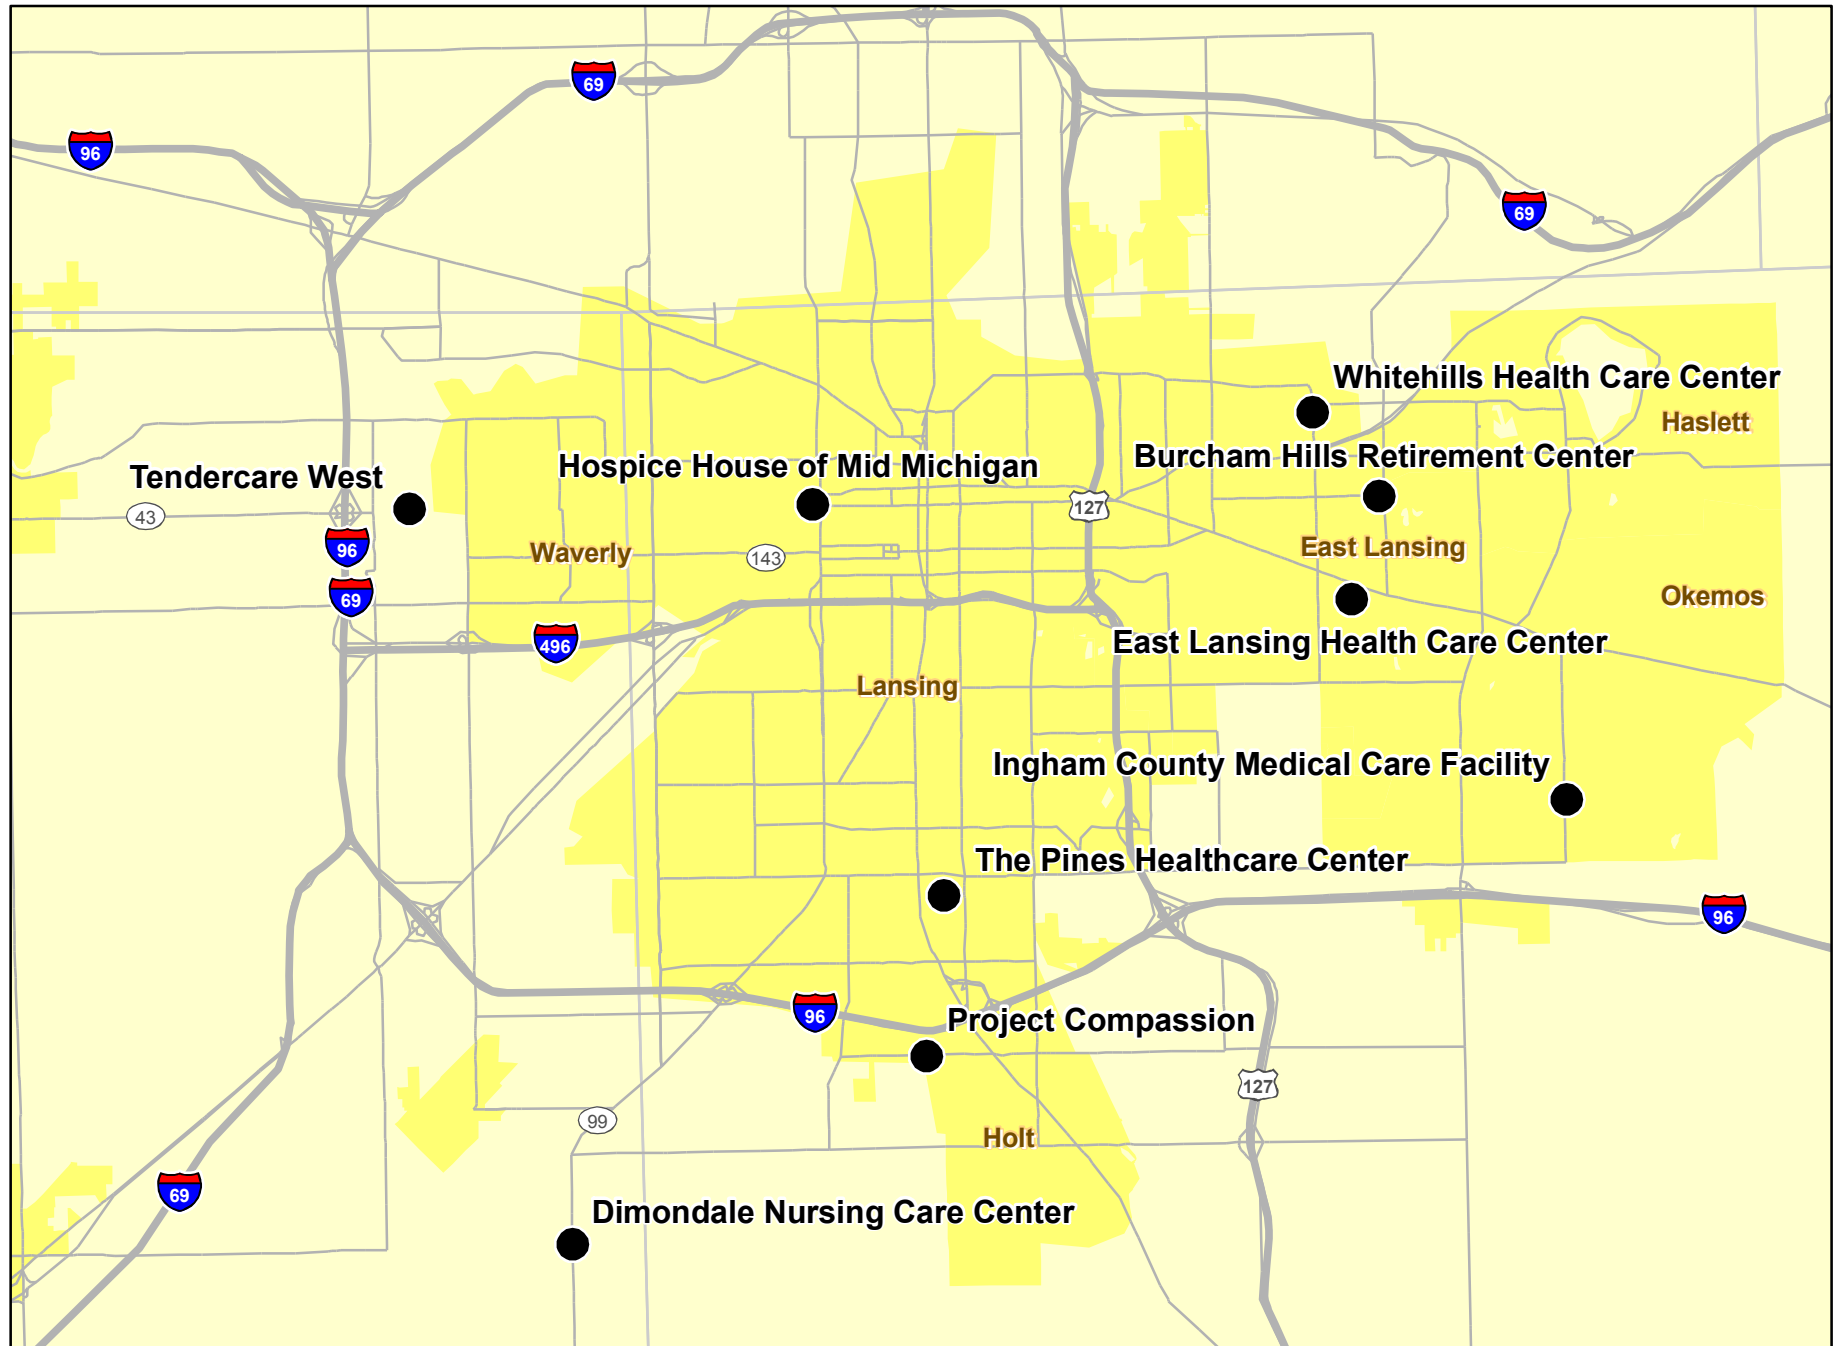 69
96
69
Whitehills Health Care Center
Haslett
Burcham Hills Retirement Center
Hospice House of Mid Michigan
Tendercare West
127
43
96
Waverly
143
East Lansing
69
Okemos
496
East Lansing Health Care Center
Lansing
Ingham County Medical Care Facility
The Pines Healthcare Center
96
96
Project Compassion
127
99
Holt
69
Dimondale Nursing Care Center